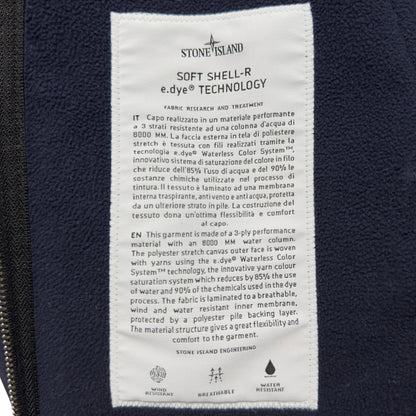 STONE ISLAND
SOFT SHELL-R
e.dye® TECHNOLOGY
FABRIC RESEARCH AND TREATMENT
IT Capo realizzato in un materiale performante
a 3 strati resistente ad una colonna d'acqua di
8000 MM. La faccia esterna in tela di poliestere
stretch è tessuta con fili realizzati tramite la
tecnologia e.dye® Waterless Color System™,
innovativo sistema di saturazione del colore in filo
che riduce dell'85% l'uso di acqua e del 90% le
sostanze chimiche utilizzate nel processo di
tintura. Il tessuto è laminato ad una membrana
interna traspirante, antivento e anti acqua, protetta
da un ulteriore strato in pile. La costruzione del
tessuto dona un'ottima flessibilità e comfort
al capo.
EN This garment is made of a 3-ply performance
material with an 8000 MM water column.
The polyester stretch canvas outer face is woven
with yarns using the e.dye® Waterless Color
System™ technology, the innovative yarn colour
saturation system which reduces by 85% the use
of water and 90% of the chemicals used in the dye
process. The fabric is laminated to a breathable,
wind and water resistant inner membrane,
protected by a polyester pile backing layer.
The material structure gives a great flexibility and
comfort to the garment.
STONE ISLAND ENGINEERING
WIND RESISTANT
BREATHABLE
WATER RESISTANT